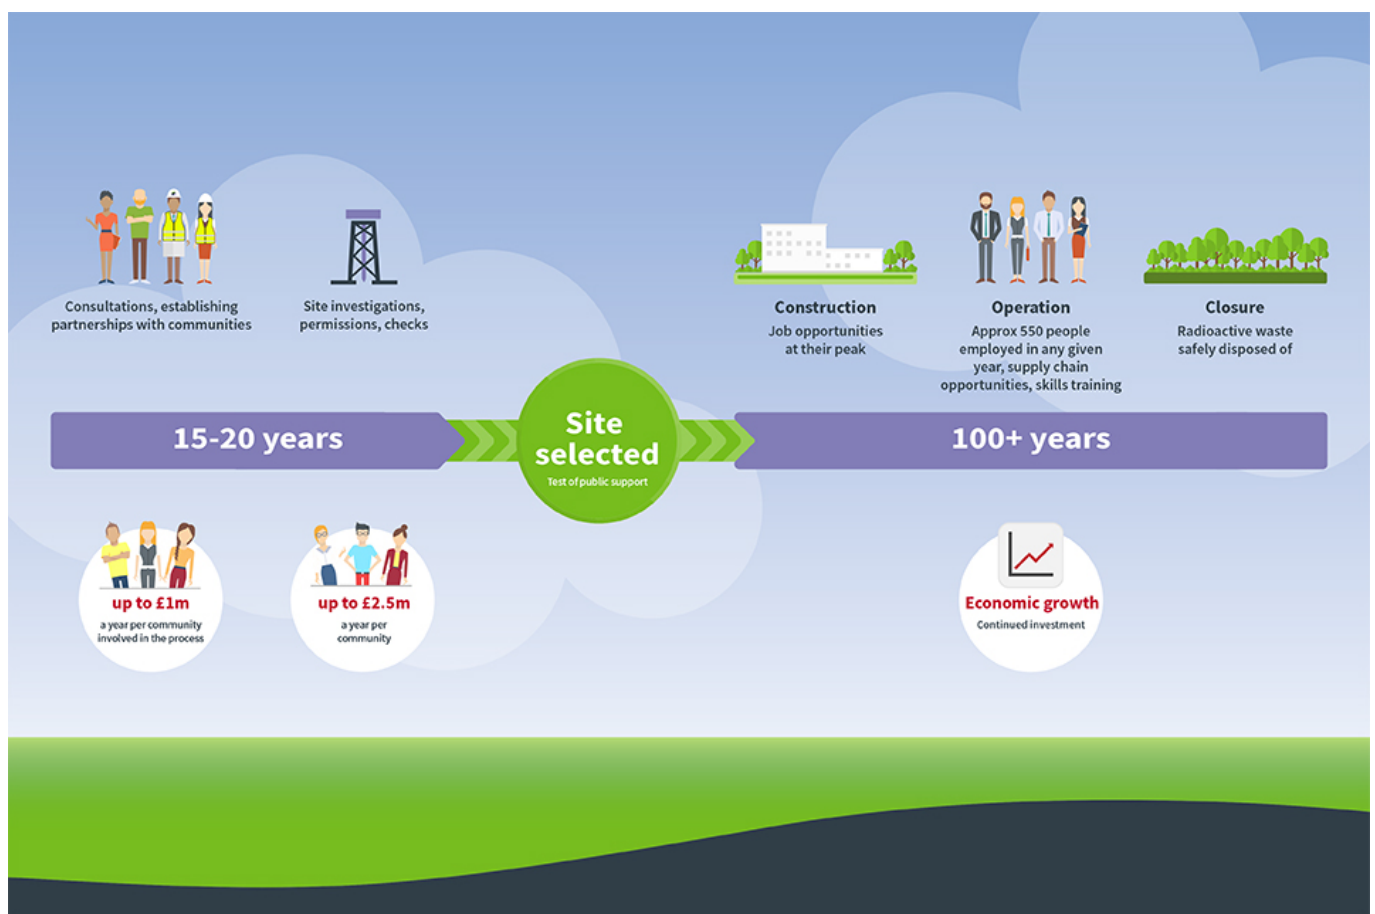 Consultations, establishing
partnerships with communities
Site investigations,
permissions, checks
Construction
Job opportunities
at their peak
Operation
Approx 550 people
employed in any given
year, supply chain
opportunities, skills training
Closure
Radioactive waste
safely disposed of
15-20 years
Site
selected
Test of public support
100+ years
up to £1m
a year per community
involved in the process
up to £2.5m
a year per
community
Economic growth
Continued investment